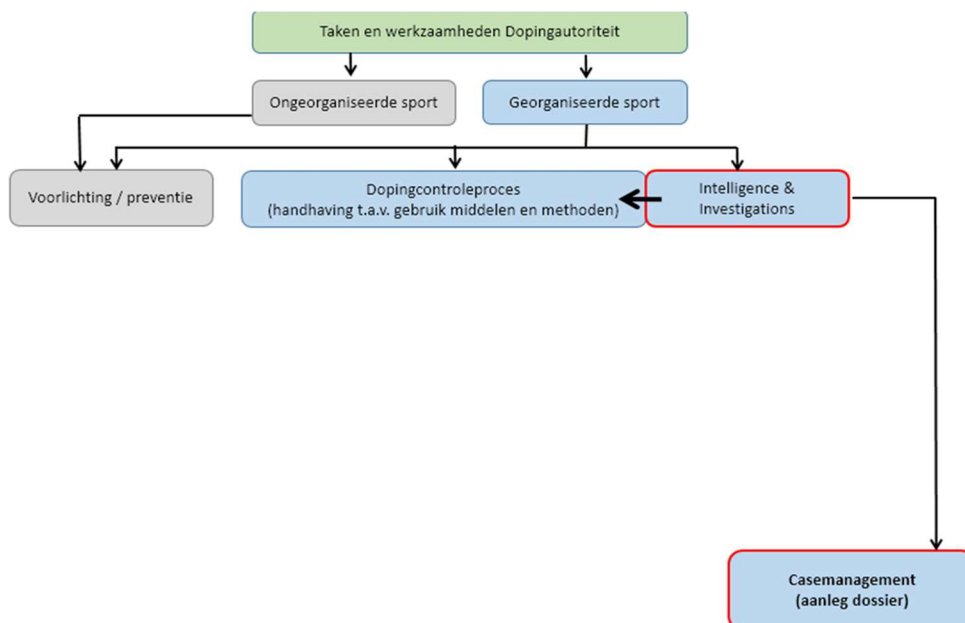 Taken en werkzaamheden Dopingautoriteit
Ongeorganiseerde sport
Georganiseerde sport
Voorlichting / preventie
Dopingcontroleproces
(handhaving t.a.v. gebruik middelen en methoden)
Intelligence &
Investigations
Casemanagement
(aanleg dossier)